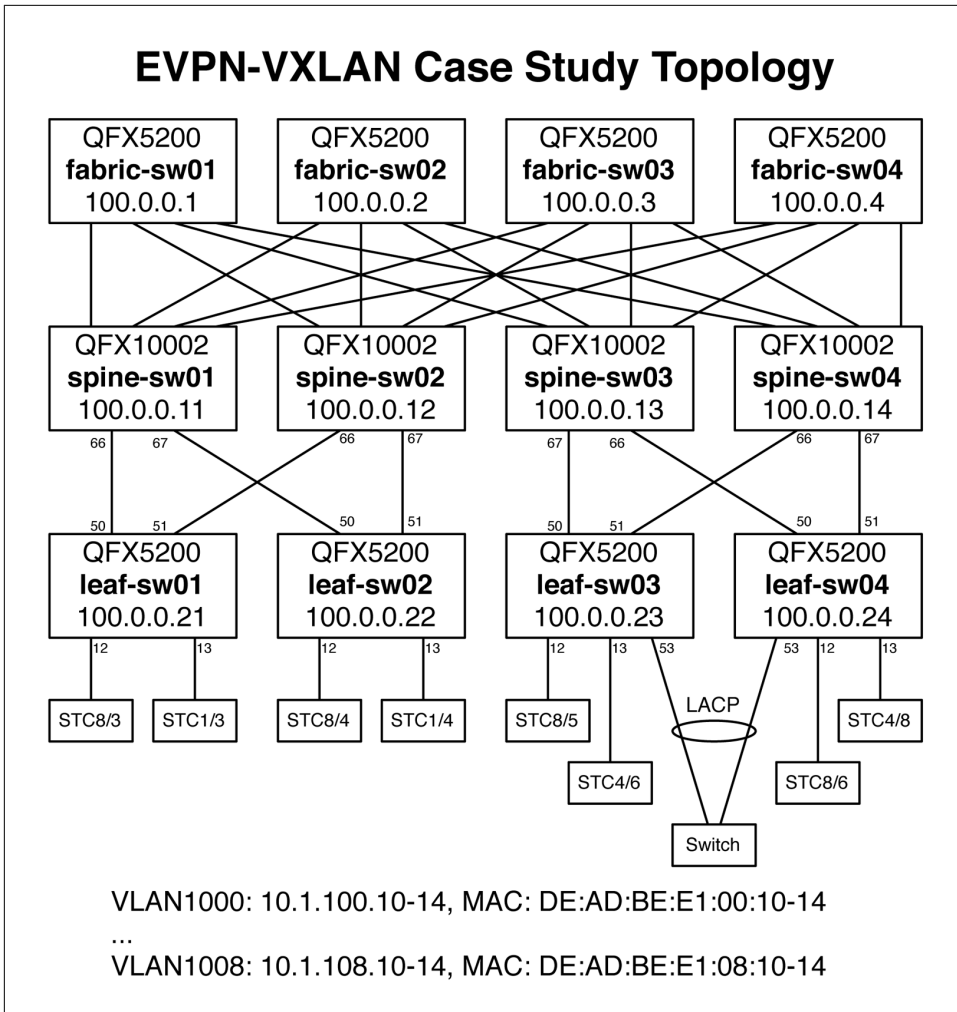 EVPN-VXLAN Case Study Topology
QFX5200
fabric-sw01
100.0.0.1
QFX5200
fabric-sw02
100.0.0.2
QFX5200
fabric-sw03
100.0.0.3
QFX5200
fabric-sw04
100.0.0.4
QFX10002
spine-sw01
100.0.0.11
QFX10002
spine-sw02
100.0.0.12
QFX10002
spine-sw03
100.0.0.13
QFX10002
spine-sw04
100.0.0.14
66
67
66
67
67
66
66
67
50
51
50
51
50
51
50
51
QFX5200
leaf-sw01
100.0.0.21
QFX5200
leaf-sw02
100.0.0.22
QFX5200
leaf-sw03
100.0.0.23
QFX5200
leaf-sw04
100.0.0.24
12
13
12
13
12
13
53
53
12
13
STC8/3
STC1/3
STC8/4
STC1/4
STC8/5
LACP
STC4/8
STC4/6
STC8/6
Switch
VLAN1000: 10.1.100.10-14, MAC: DE:AD:BE:E1:00:10-14
...
VLAN1008: 10.1.108.10-14, MAC: DE:AD:BE:E1:08:10-14